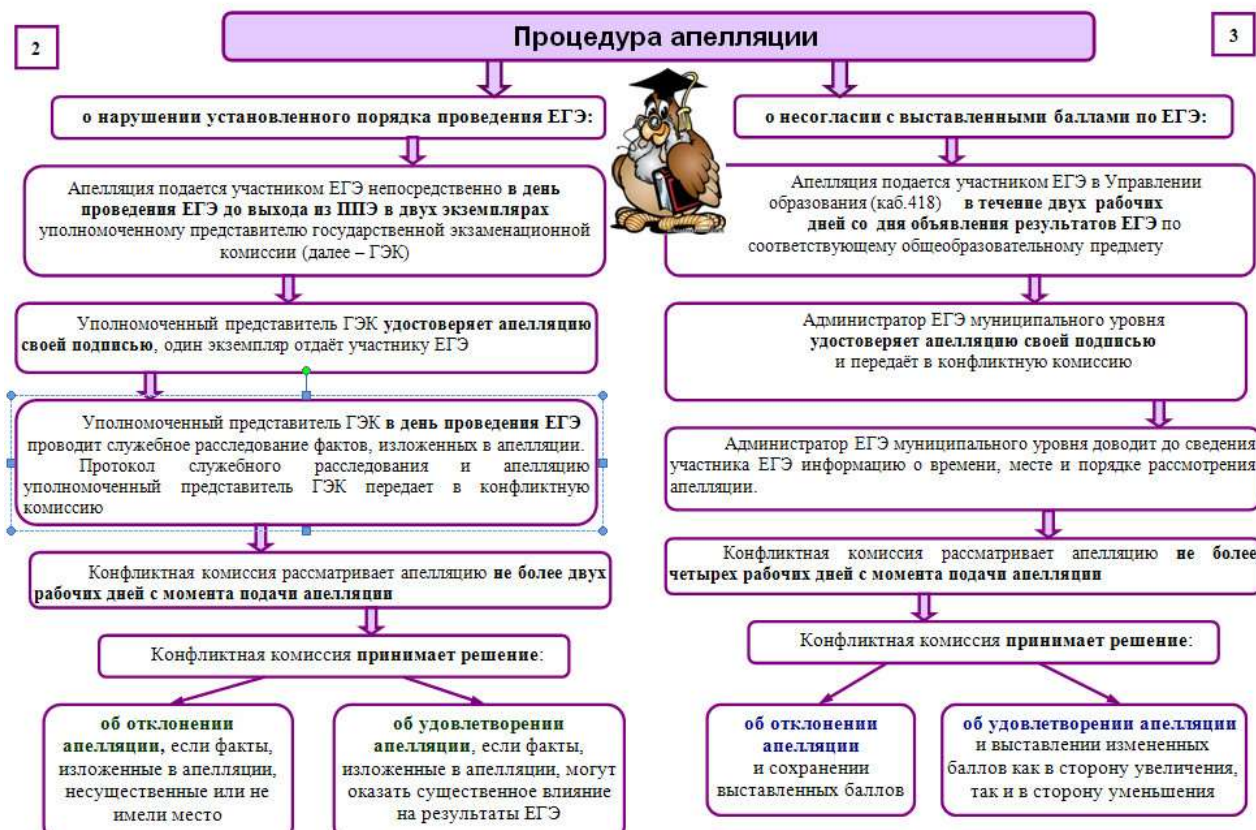 2
Процедура апелляции
3
о нарушении установленного порядка проведения ЕГЭ:
Апелляция подается участником ЕГЭ непосредственно в день
проведения ЕГЭ до выхода из ППЭ в двух экземплярах
уполномоченному представителю государственной экзаменационной
комиссии (далее – ГЭК)
Уполномоченный представитель ГЭК удостоверяет апелляцию
своей подписью, один экземпляр отдаёт участнику ЕГЭ
Уполномоченный представитель ГЭК в день проведения ЕГЭ
проводит служебное расследование фактов, изложенных в апелляции.
Протокол служебного расследования и апелляцию
уполномоченный представитель ГЭК передает в конфликтную
комиссию
Конфликтная комиссия рассматривает апелляцию не более двух
рабочих дней с момента подачи апелляции
Конфликтная комиссия принимает решение:
об отклонении
апелляции, если факты,
изложенные в апелляции,
несущественные или не
имели место
об удовлетворении
апелляции, если факты,
изложенные в апелляции, могут
оказать существенное влияние
на результаты ЕГЭ
о несогласии с выставленными баллами по ЕГЭ:
Апелляция подается участником ЕГЭ в Управлении
образования (каб.418) в течение двух рабочих
дней со дня объявления результатов ЕГЭ по
соответствующему общеобразовательному предмету
Администратор ЕГЭ муниципального уровня
удостоверяет апелляцию своей подписью
и передаёт в конфликтную комиссию
Администратор ЕГЭ муниципального уровня доводит до сведения
участника ЕГЭ информацию о времени, месте и порядке рассмотрения
апелляции.
Конфликтная комиссия рассматривает апелляцию не более
четырех рабочих дней с момента подачи апелляции
Конфликтная комиссия принимает решение:
об отклонении
апелляции
и сохранении
выставленных баллов
об удовлетворении апелляции
и выставлении измененных
баллов как в сторону увеличения,
так и в сторону уменьшения